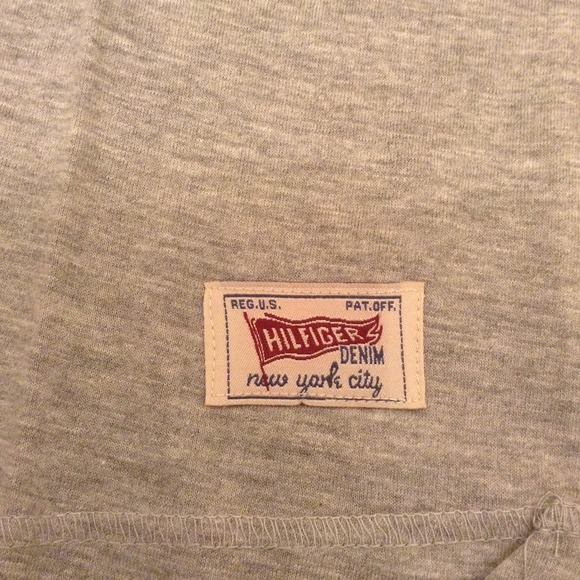 REG.U.S. PAT.OFF.
HILFIGER
DENIM
new york city